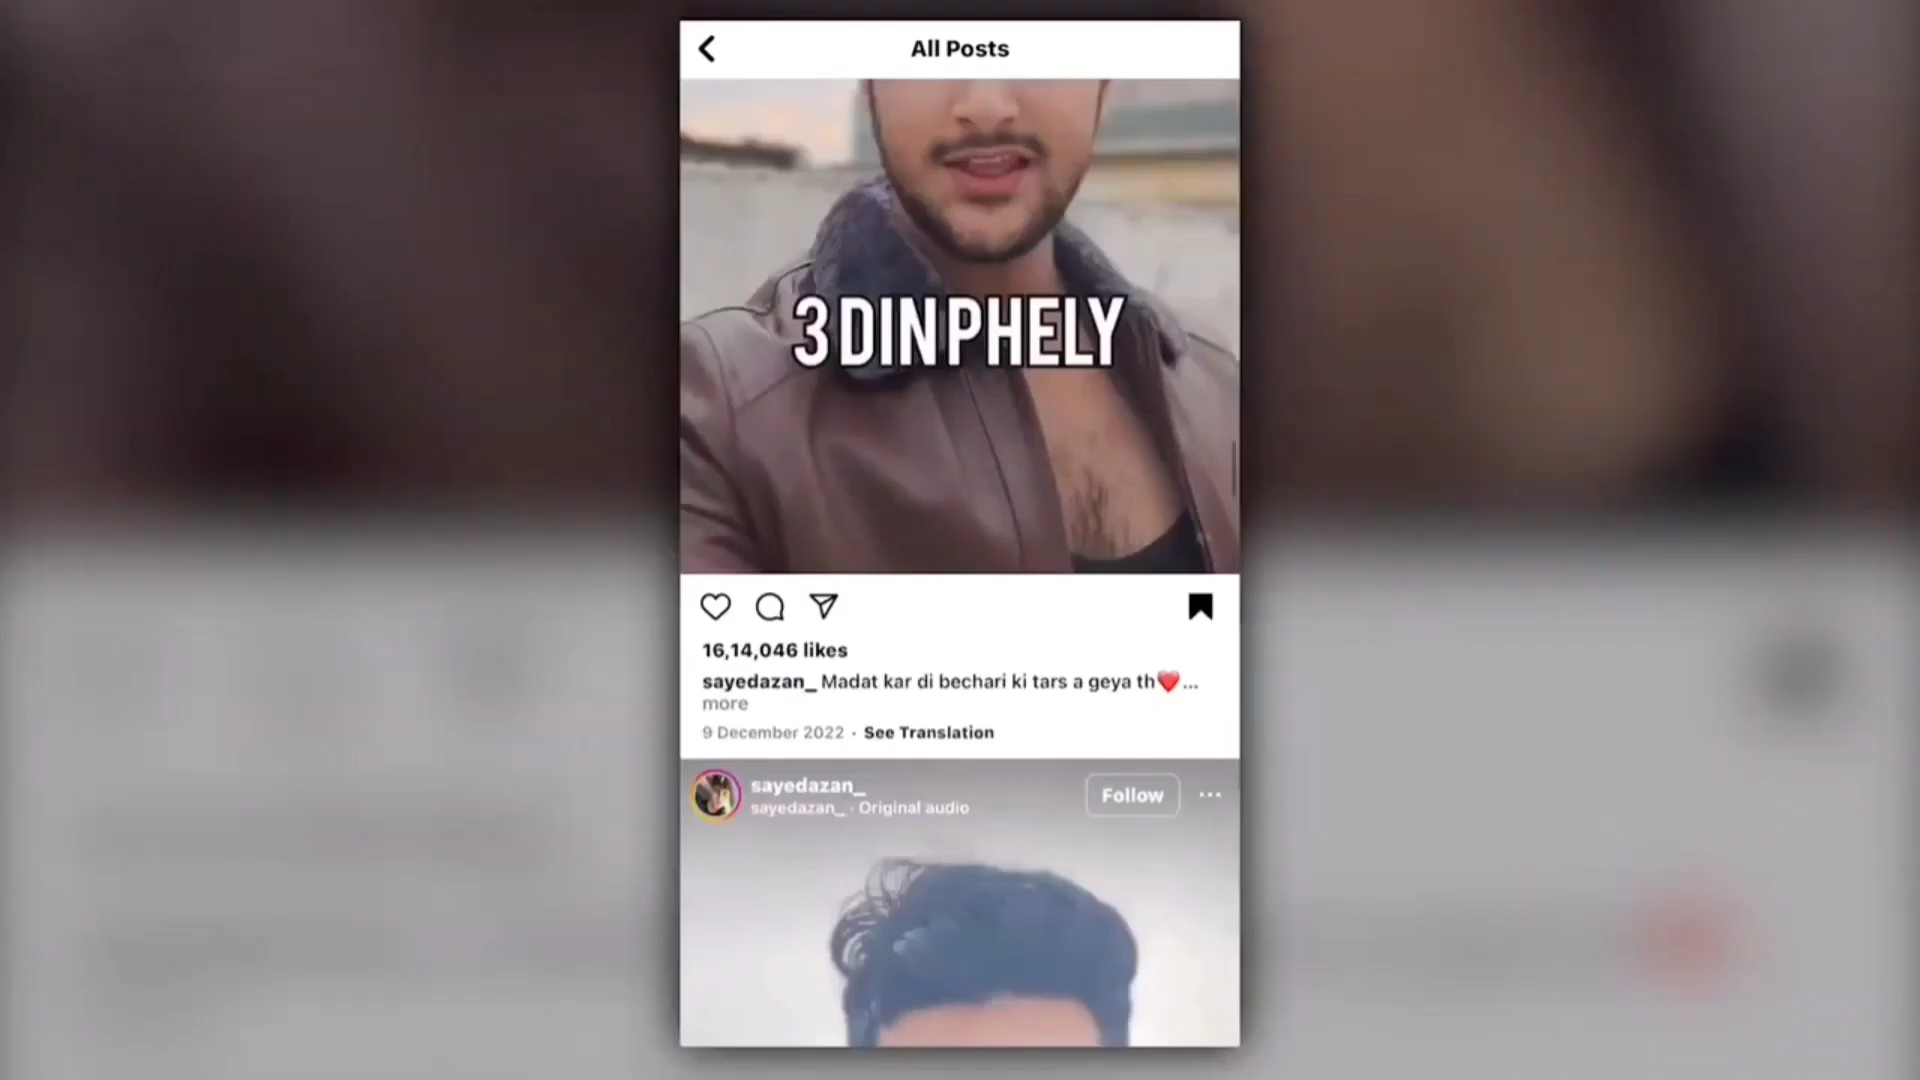 All Posts
3 DIN PHELY
16,14,046 likes
sayedazan_ Madat kar di bechari ki tars a geya th❤️...
more
9 December 2022 · See Translation
sayedazan_
Follow
sayedazan_ · Original audio